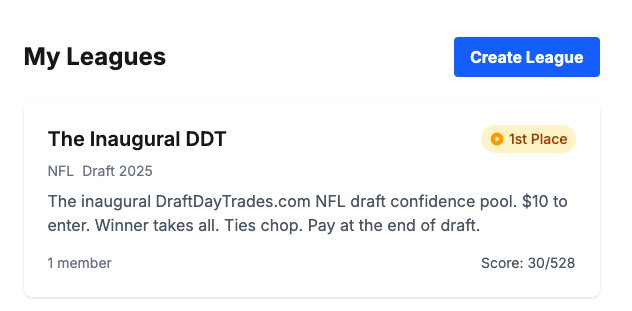 My Leagues
Create League
The Inaugural DDT
1st Place
NFL Draft 2025
The inaugural DraftDayTrades.com NFL draft confidence pool. $10 to
enter. Winner takes all. Ties chop. Pay at the end of draft.
1 member
Score: 30/528